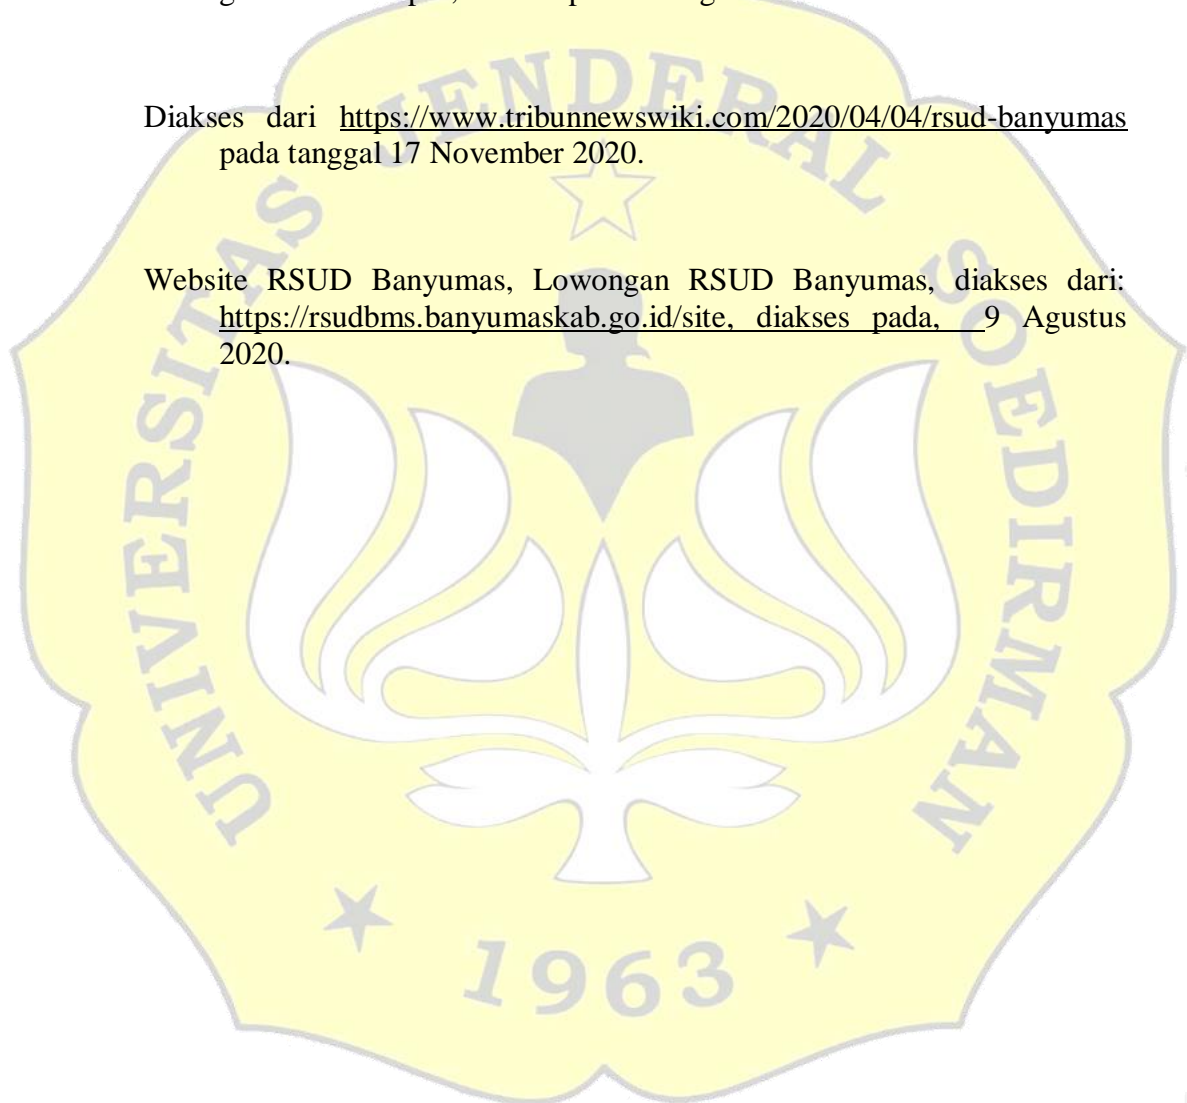 Diakses dari https://www.tribunnewswiki.com/2020/04/04/rsud-banyumas
pada tanggal 17 November 2020.
Website RSUD Banyumas, Lowongan RSUD Banyumas, diakses dari:
https://rsudbms.banyumaskab.go.id/site, diakses pada, 9 Agustus
2020.
UNIVERSITAS JENDERAL SOEDIRMAN
1963